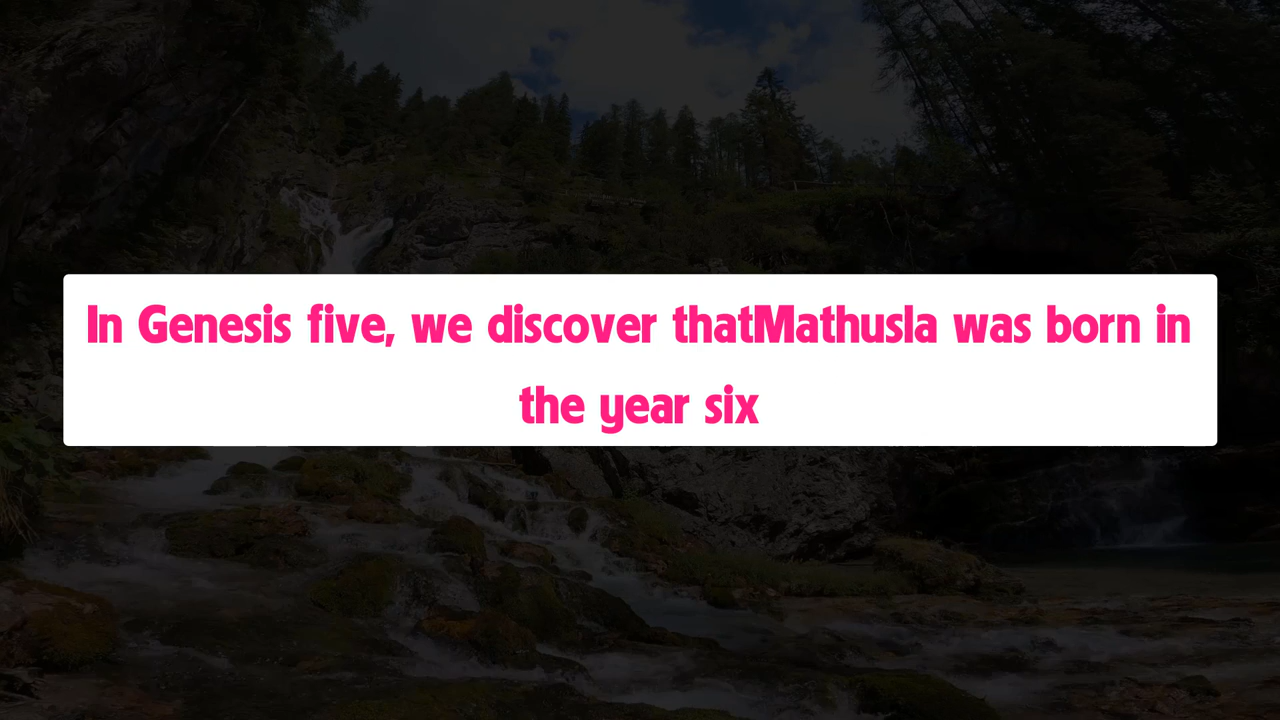 In Genesis five, we discover thatMathusla was born in
the year six